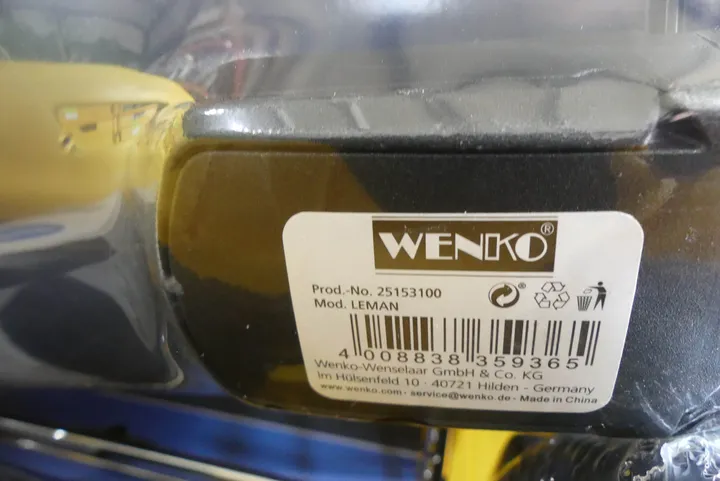 WENKO®
Prod.-No. 25153100
Mod. LEMAN
4 008838 359365
Wenko-Wenselaar GmbH & Co. KG
im Hülsenfeld 10 · 40721 Hilden - Germany
www.wenko.com - service@wenko.de - Made in China